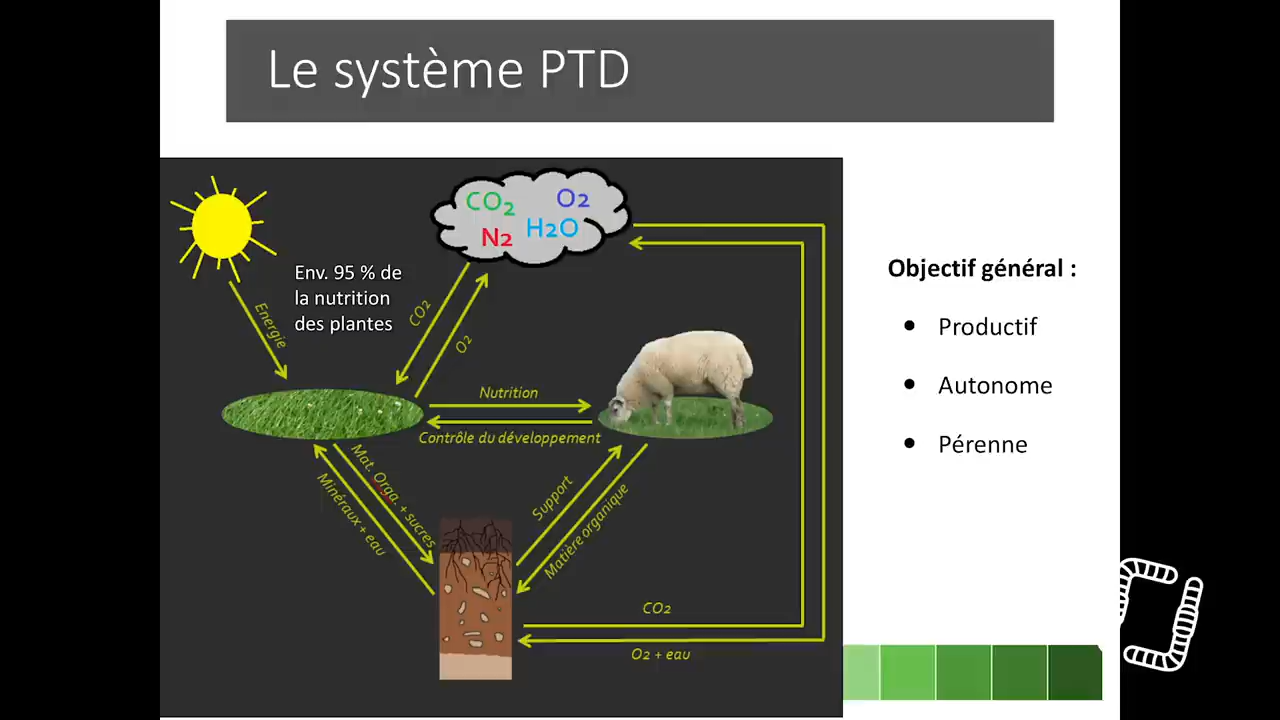 Le système PTD
CO2
O2
N2
H2O
Env. 95 % de
la nutrition
des plantes
Energie
CO2
O2
Nutrition
Contrôle du développement
Mat. Orga. + sucres
Minéraux + eau
Support
Matière organique
CO2
O2 + eau
Objectif général :
• Productif
• Autonome
• Pérenne